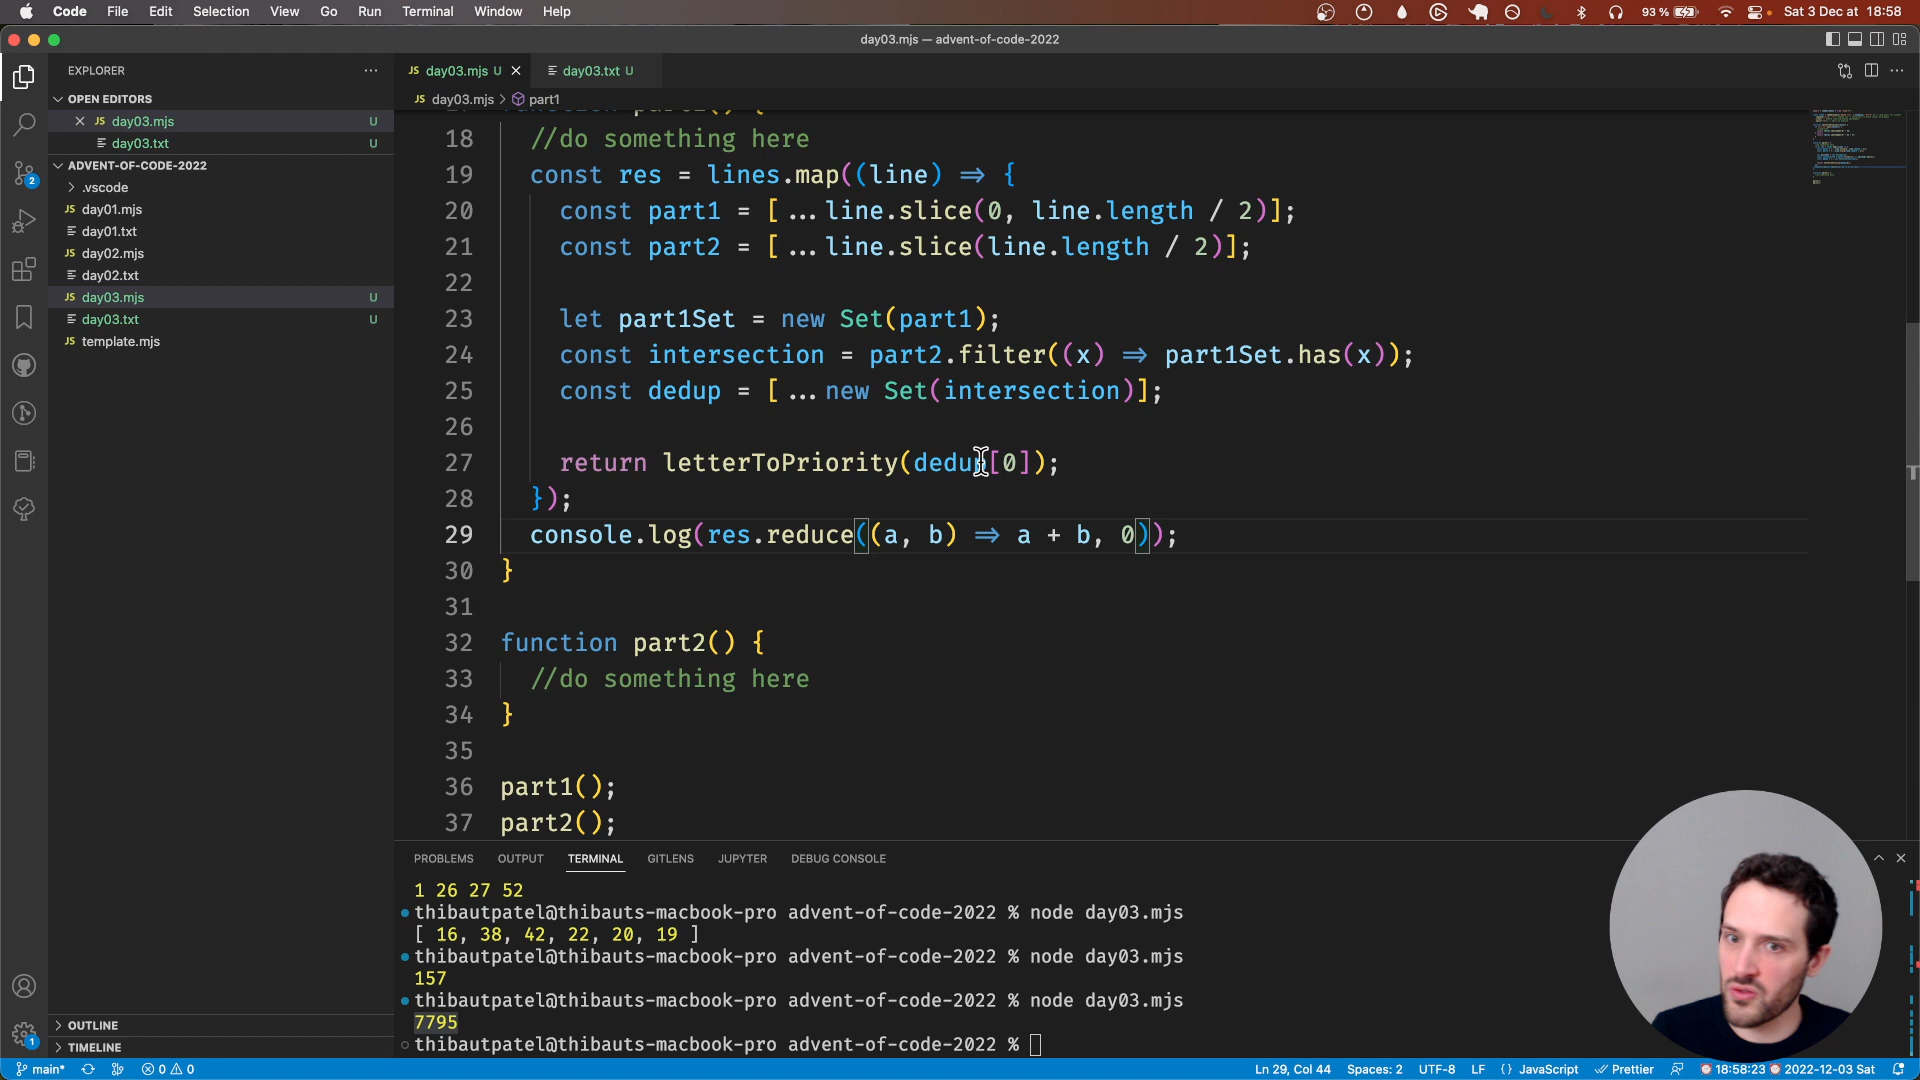 Code File Edit Selection View Go Run Terminal Window Help 93 % Sat 3 Dec at 18:58
day03.mjs — advent-of-code-2022
EXPLORER
OPEN EDITORS
JS day03.mjs U
day03.txt U
ADVENT-OF-CODE-2022
.vscode
JS day01.mjs
day01.txt
JS day02.mjs
day02.txt
JS day03.mjs U
day03.txt U
JS template.mjs
OUTLINE
TIMELINE
JS day03.mjs U day03.txt U
JS day03.mjs > part1
18 //do something here
19 const res = lines.map((line) => {
20 const part1 = [...line.slice(0, line.length / 2)];
21 const part2 = [...line.slice(line.length / 2)];
22
23 let part1Set = new Set(part1);
24 const intersection = part2.filter((x) => part1Set.has(x));
25 const dedup = [...new Set(intersection)];
26
27 return letterToPriority(dedup[0]);
28 });
29 console.log(res.reduce((a, b) => a + b, 0));
30 }
31
32 function part2() {
33 //do something here
34 }
35
36 part1();
37 part2();
PROBLEMS OUTPUT TERMINAL GITLENS JUPYTER DEBUG CONSOLE
1 26 27 52
thibautpatel@thibauts-macbook-pro advent-of-code-2022 % node day03.mjs
[ 16, 38, 42, 22, 20, 19 ]
thibautpatel@thibauts-macbook-pro advent-of-code-2022 % node day03.mjs
157
thibautpatel@thibauts-macbook-pro advent-of-code-2022 % node day03.mjs
7795
thibautpatel@thibauts-macbook-pro advent-of-code-2022 %
2
1
main* 0 0 Ln 29, Col 44 Spaces: 2 UTF-8 LF {} JavaScript Prettier 18:58:23 2022-12-03 Sat